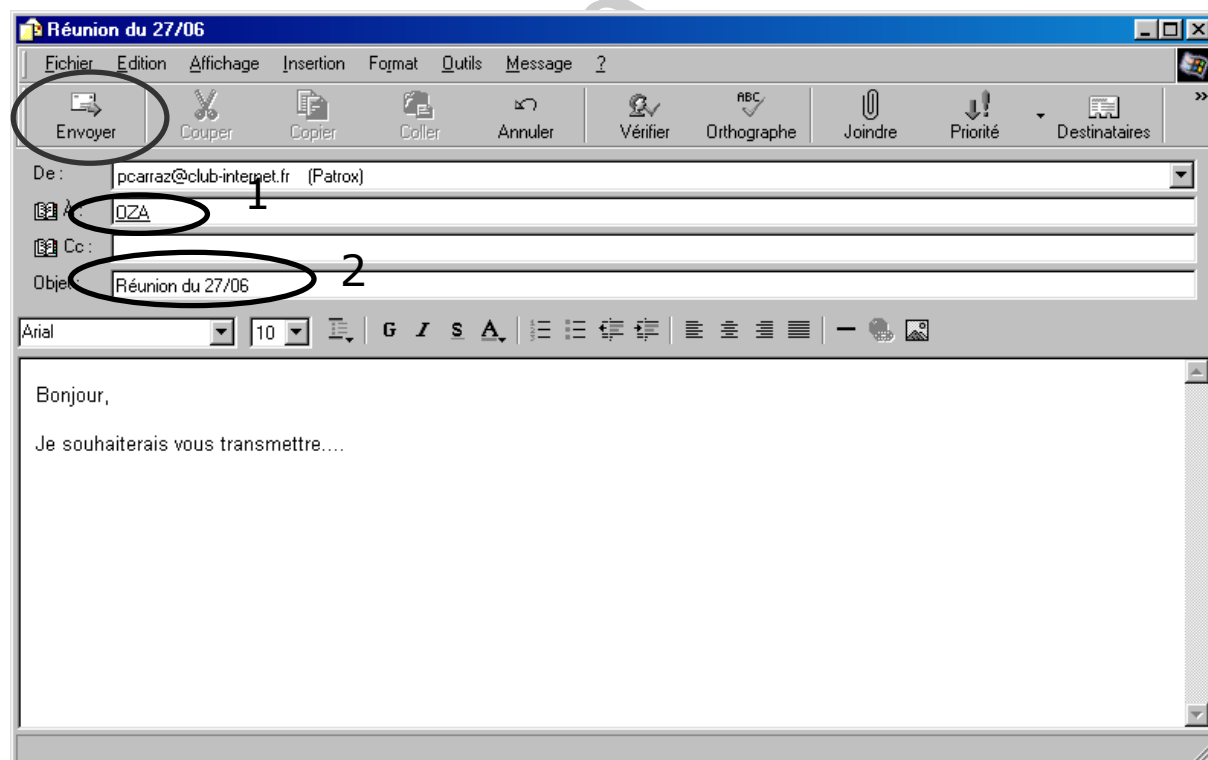 Réunion du 27/06
Fichier Edition Affichage Insertion Format Outils Message ?
Envoyer Couper Copier Coller Annuler Vérifier ABC Orthographe Joindre Priorité Destinataires »
De : pcarraz@club-internet.fr (Patrox)
1
À : OZA
Cc :
2
Objet : Réunion du 27/06
Arial 10 G I S A
Bonjour,
Je souhaiterais vous transmettre....